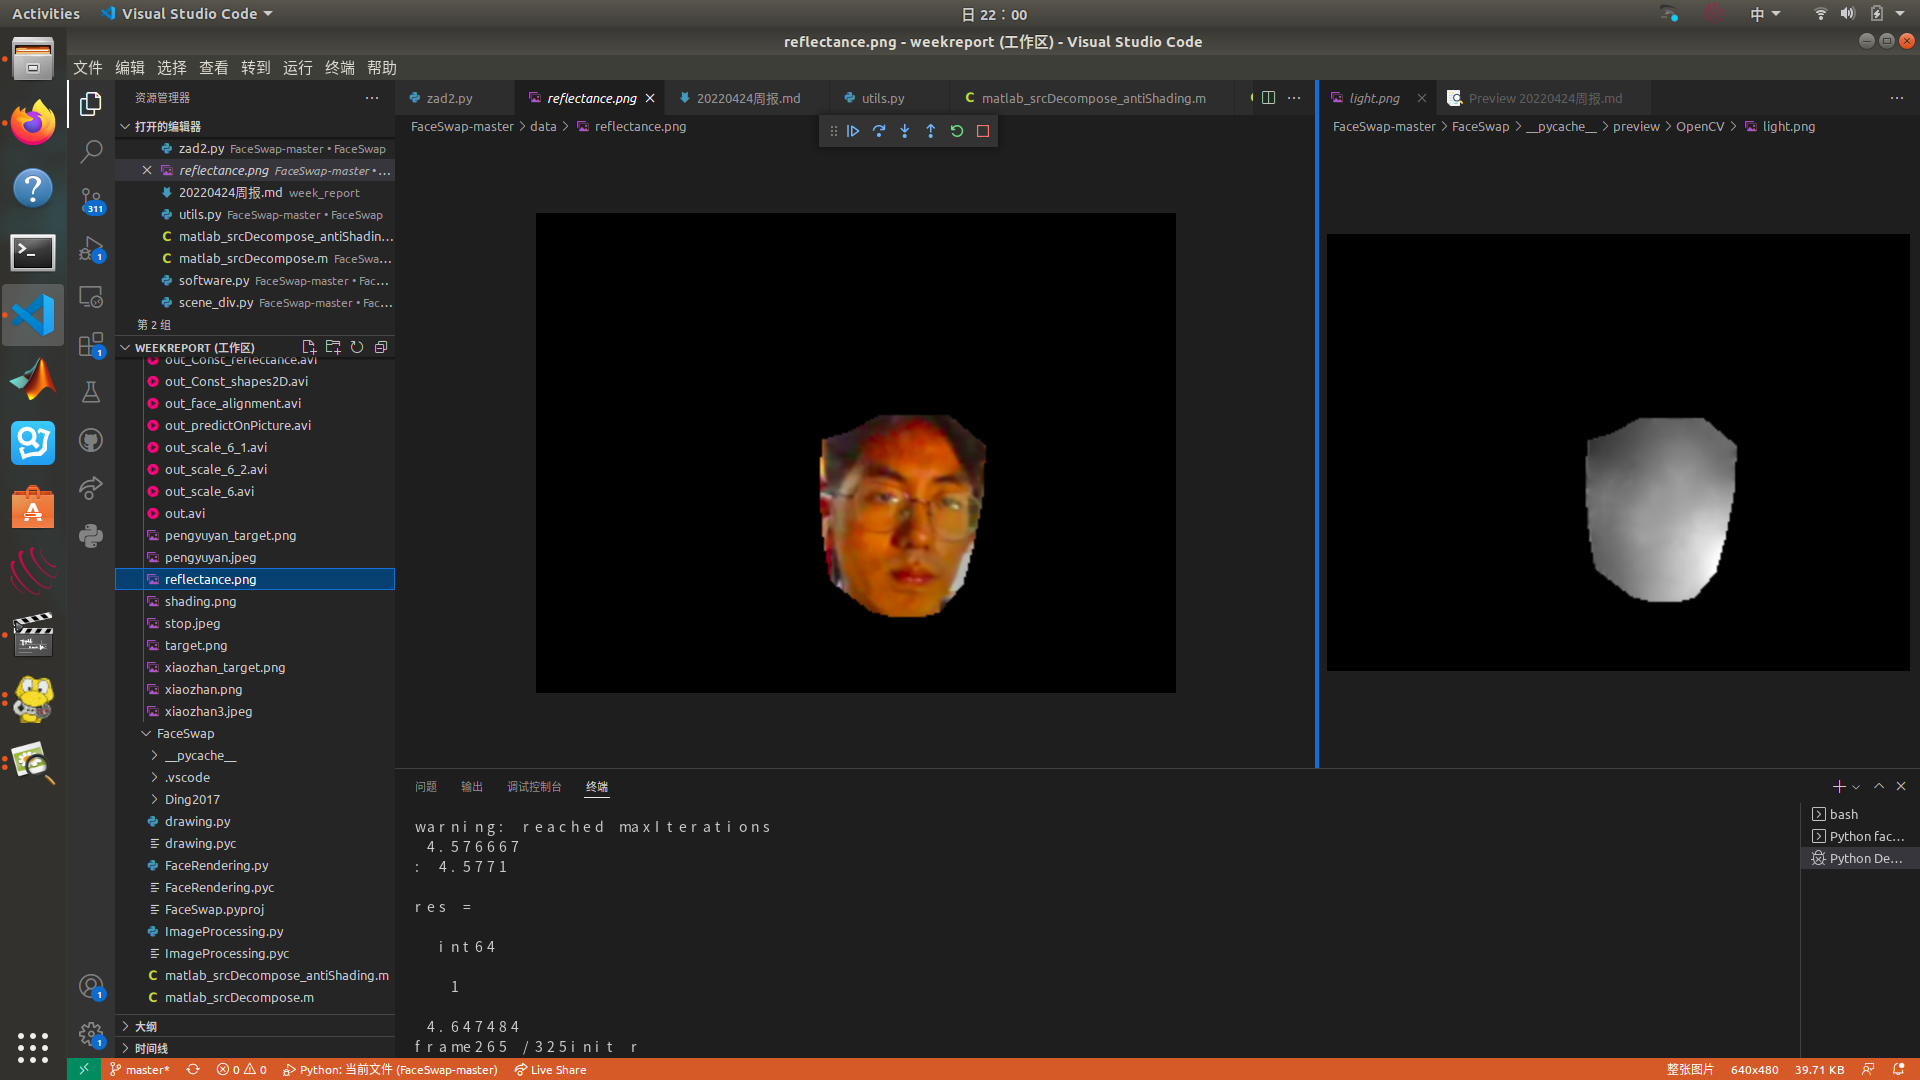 Activities
Visual Studio Code
日 22：00
中
reflectance.png - weekreport (工作区) - Visual Studio Code
文件 编辑 选择 查看 转到 运行 终端 帮助
资源管理器
打开的编辑器
zad2.py FaceSwap-master • FaceSwap
reflectance.png FaceSwap-master • ...
20220424周报.md week_report
utils.py FaceSwap-master • FaceSwap
matlab_srcDecompose_antiShadin...
matlab_srcDecompose.m FaceSwa...
software.py FaceSwap-master • Fac...
scene_div.py FaceSwap-master • Fac...
第 2 组
WEEKREPORT (工作区)
out_Const_reflectance.avi
out_Const_shapes2D.avi
out_face_alignment.avi
out_predictOnPicture.avi
out_scale_6_1.avi
out_scale_6_2.avi
out_scale_6.avi
out.avi
pengyuyan_target.png
pengyuyan.jpeg
reflectance.png
shading.png
stop.jpeg
target.png
xiaozhan_target.png
xiaozhan.png
xiaozhan3.jpeg
FaceSwap
__pycache__
.vscode
Ding2017
drawing.py
drawing.pyc
FaceRendering.py
FaceRendering.pyc
FaceSwap.pyproj
ImageProcessing.py
ImageProcessing.pyc
matlab_srcDecompose_antiShading.m
matlab_srcDecompose.m
大纲
时间线
311
1
1
1
1
zad2.py
reflectance.png
20220424周报.md
utils.py
matlab_srcDecompose_antiShading.m
FaceSwap-master > data > reflectance.png
light.png
Preview 20220424周报.md
FaceSwap-master > FaceSwap > __pycache__ > preview > OpenCV > light.png
问题 输出 调试控制台 终端
warning: reached maxIterations
4.576667
: 4.5771
res =
int64
1
4.647484
frame265 /325init r
bash
Python fac...
Python De...
master*
0 0
Python: 当前文件 (FaceSwap-master)
Live Share
整张图片
640x480
39.71 KB